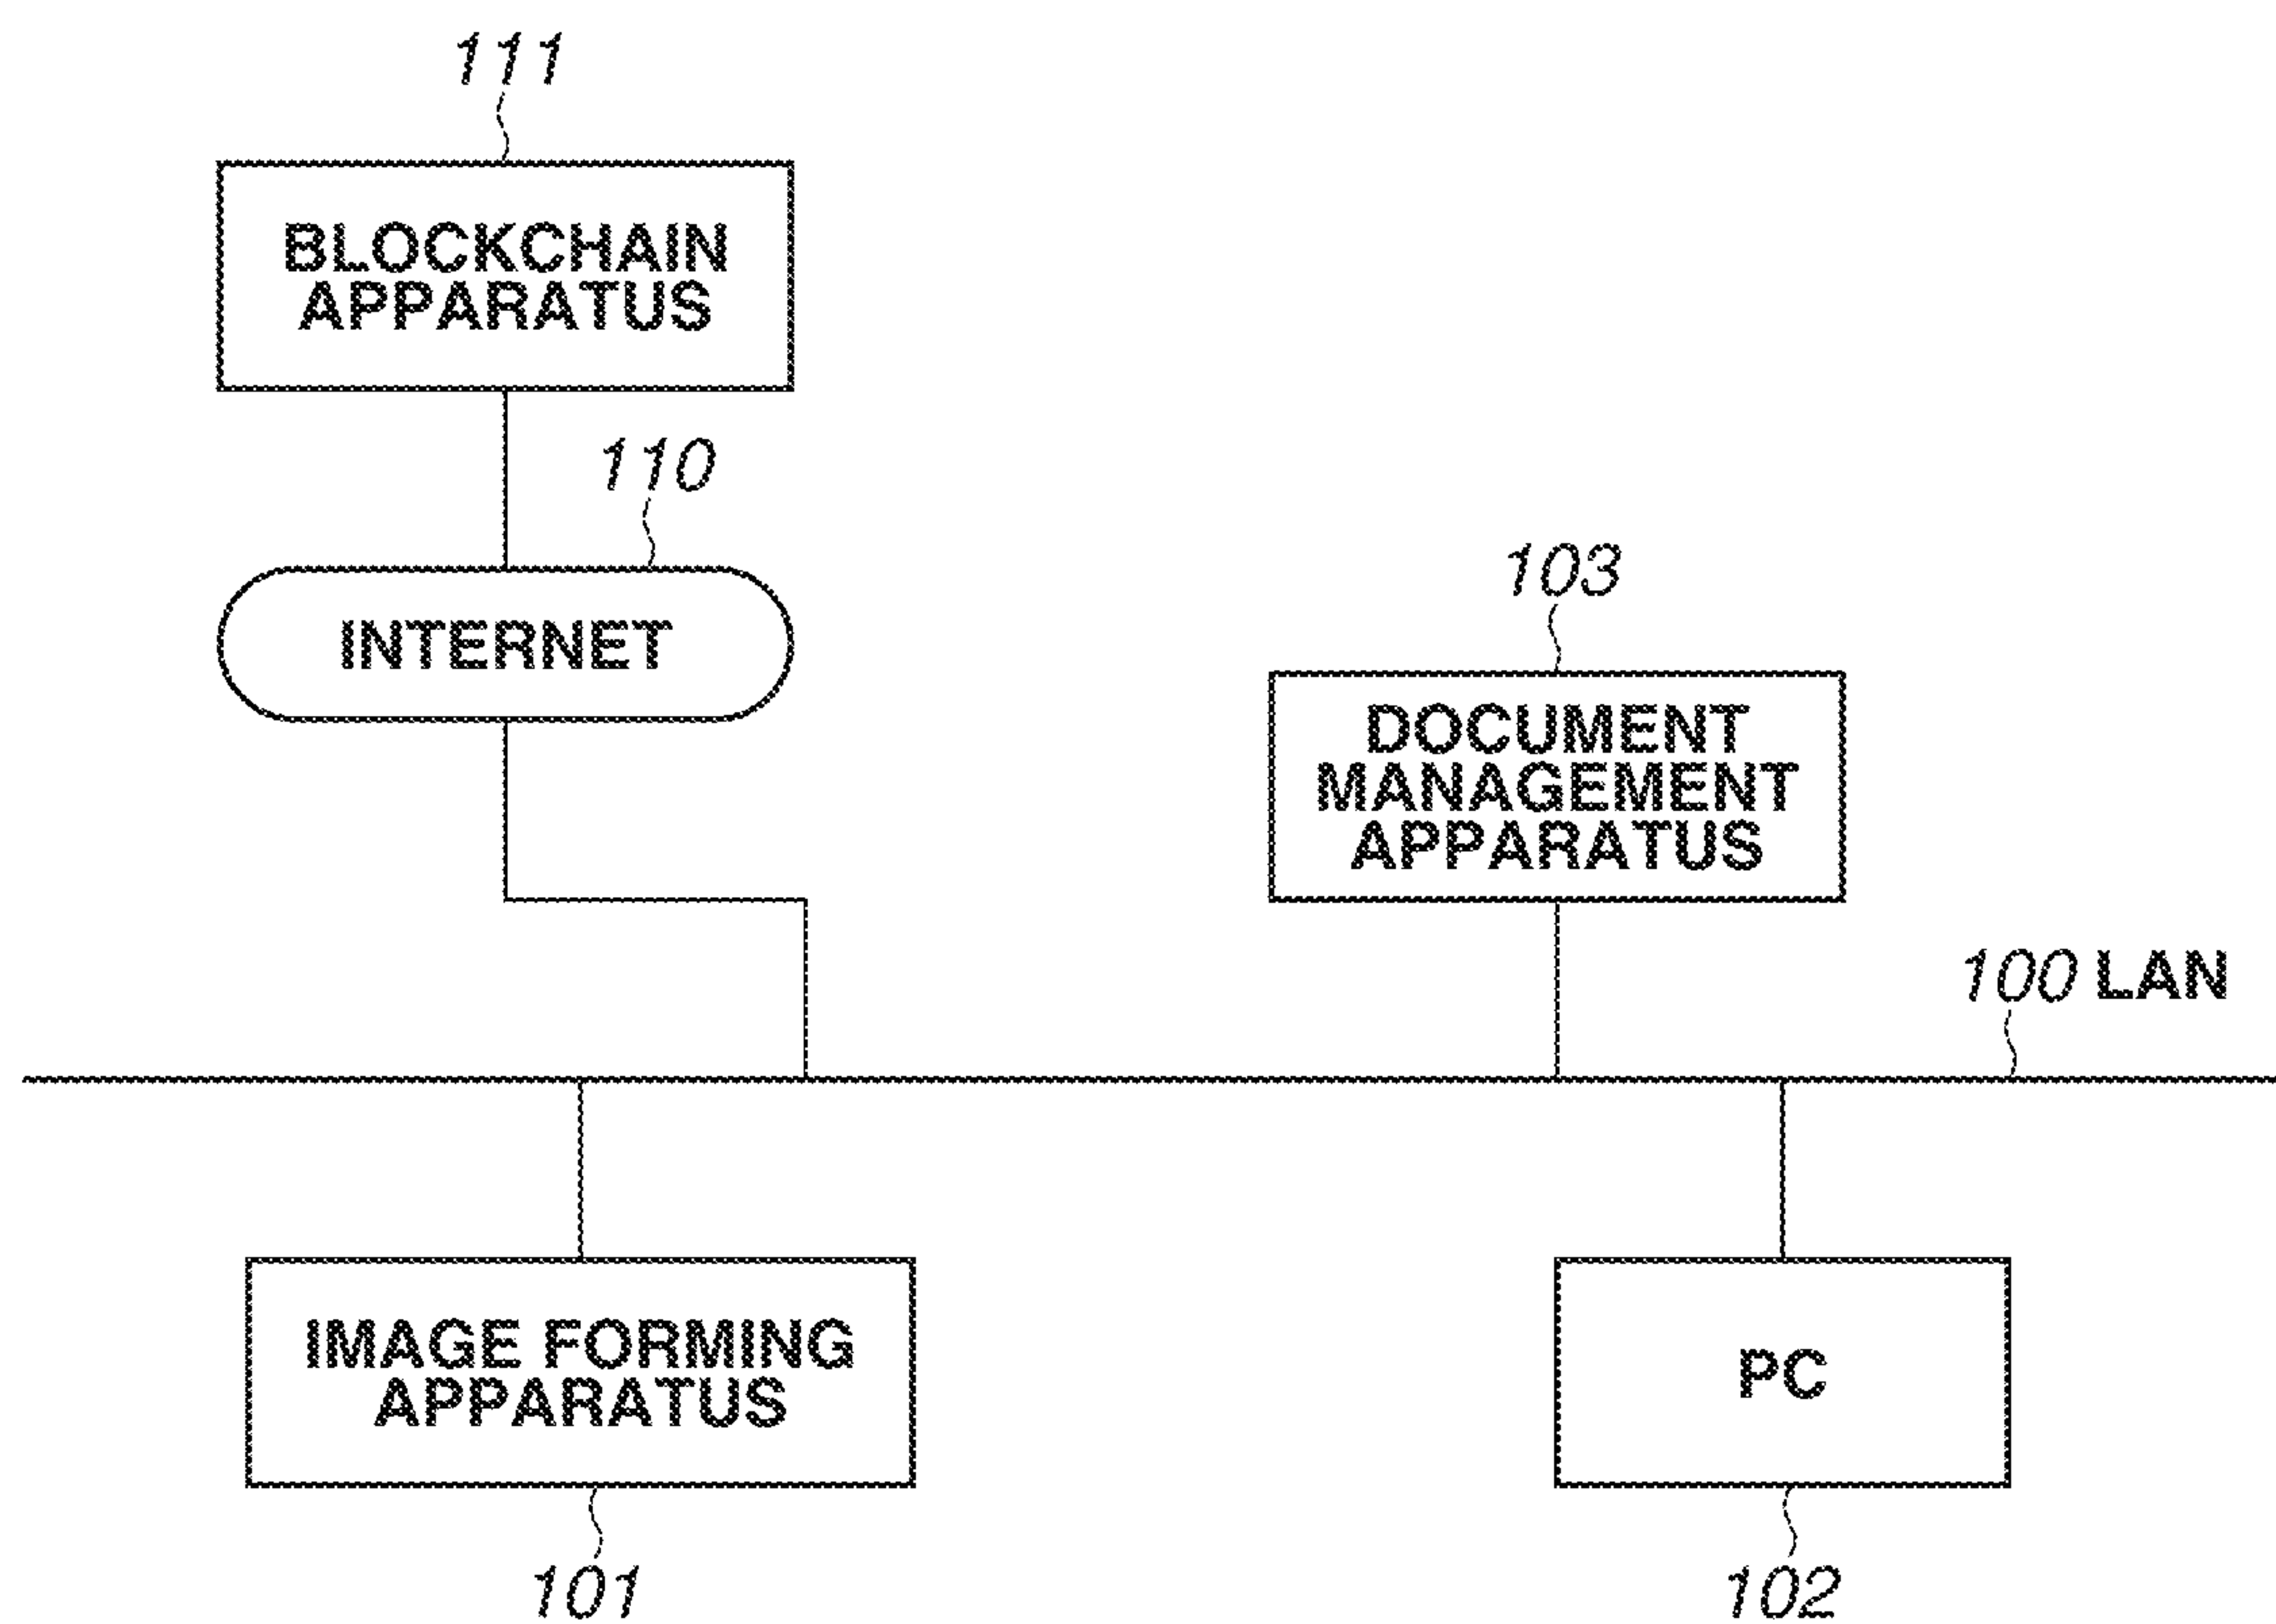 111
BLOCKCHAIN
APPARATUS
110
INTERNET
103
DOCUMENT
MANAGEMENT
APPARATUS
100 LAN
IMAGE FORMING
APPARATUS
101
PC
102